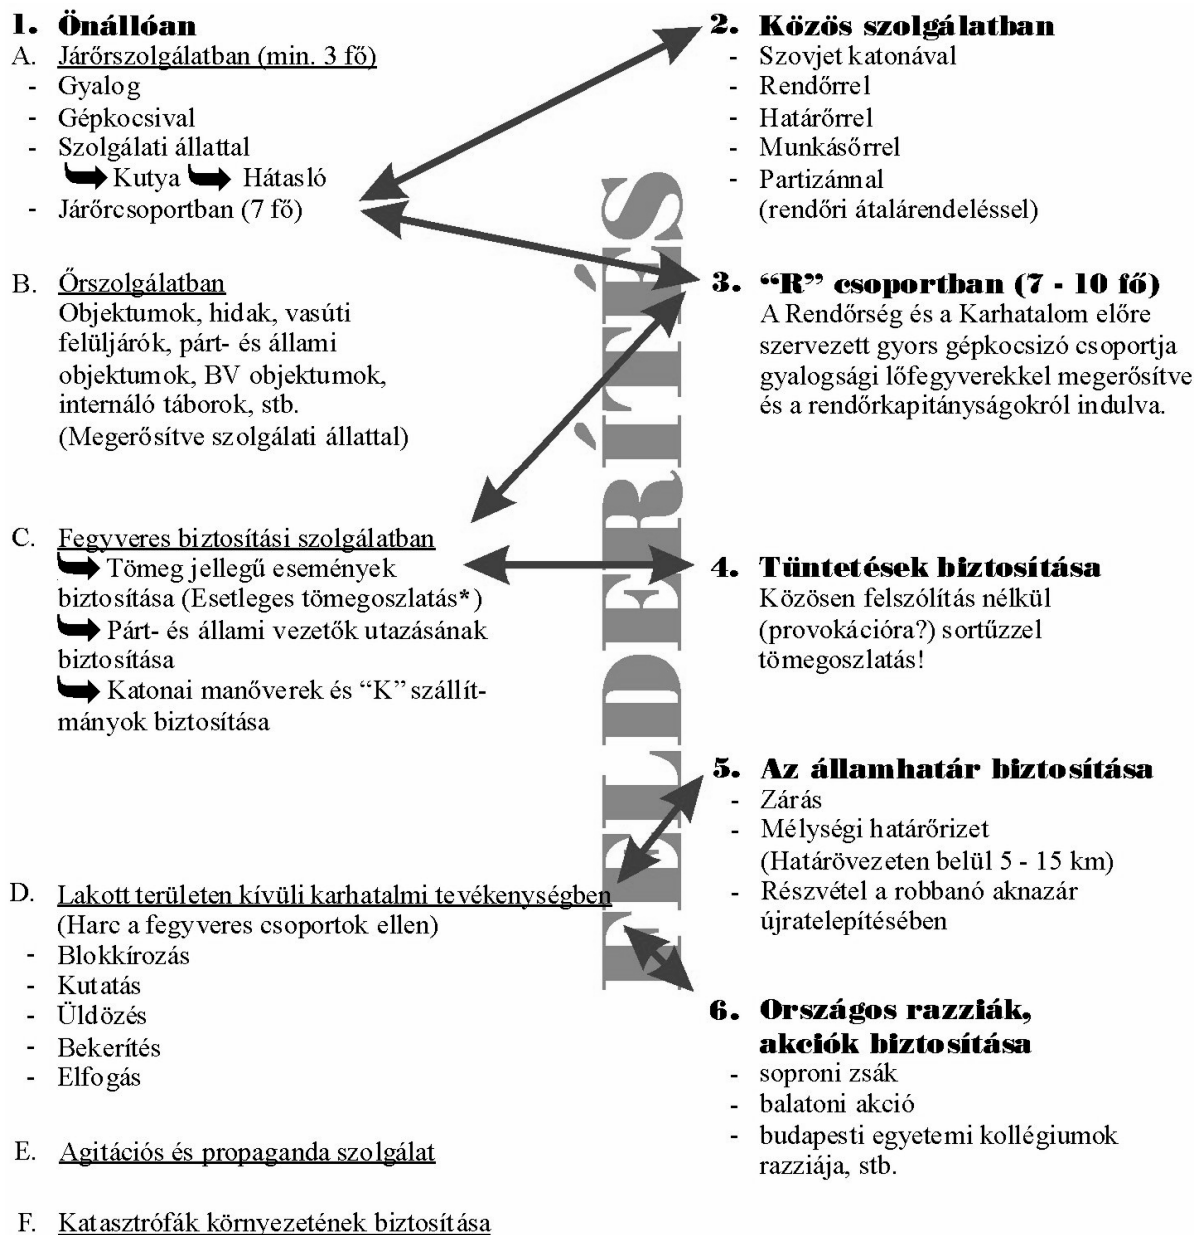 1. Önállóan
A. Járőrszolgálatban (min. 3 fő)
- Gyalog
- Gépkocsival
- Szolgálati állattal
Kutya Hátasló
- Járőrcsoportban (7 fő)
B. Őrszolgálatban
Objektumok, hidak, vasúti
felüljárók, párt- és állami
objektumok, BV objektumok,
internáló táborok, stb.
(Megerősítve szolgálati állattal)
C. Fegyveres biztosítási szolgálatban
Tömeg jellegű események
biztosítása (Esetleges tömegoszlatás*)
Párt- és állami vezetők utazásának
biztosítása
Katonai manőverek és “K” szállít-
mányok biztosítása
D. Lakott területen kívüli karhatalmi tevékenységben
(Harc a fegyveres csoportok ellen)
- Blokkírozás
- Kutatás
- Üldözés
- Bekerítés
- Elfogás
E. Agitációs és propaganda szolgálat
F. Katasztrófák környezetének biztosítása
FELDERÍTÉS
2. Közös szolgálatban
- Szovjet katonával
- Rendőrrel
- Határőrrel
- Munkásőrrel
- Partizánnal
(rendőri átalárendeléssel)
3. “R” csoportban (7 - 10 fő)
A Rendőrség és a Karhatalom előre
szervezett gyors gépkocsizó csoportja
gyalogsági lőfegyverekkel megerősítve
és a rendőrkapitányságokról indulva.
4. Tüntetések biztosítása
Közösen felszólítás nélkül
(provokációra?) sortűzzel
tömegoszlatás!
5. Az államhatár biztosítása
- Zárás
- Mélységi határőrizet
(Határövezeten belül 5 - 15 km)
- Részvétel a robbanó aknazár
újratelepítésében
6. Országos razziák,
akciók biztosítása
- soproni zsák
- balatoni akció
- budapesti egyetemi kollégiumok
razziája, stb.